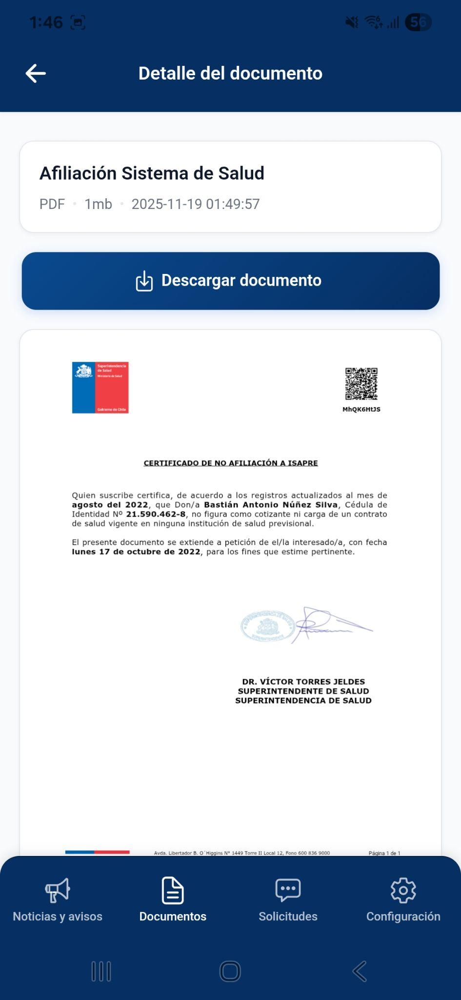 1:46
56
Detalle del documento
Afiliación Sistema de Salud
PDF • 1mb • 2025-11-19 01:49:57
Descargar documento
Superintendencia
de Salud
Ministerio de Salud
Gobierno de Chile
MhQK6HtJS
CERTIFICADO DE NO AFILIACIÓN A ISAPRE
Quien suscribe certifica, de acuerdo a los registros actualizados al mes de
agosto del 2022, que Don/a Bastián Antonio Núñez Silva, Cédula de
Identidad Nº 21.590.462-8, no figura como cotizante ni carga de un contrato
de salud vigente en ninguna institución de salud previsional.
El presente documento se extiende a petición de el/la interesado/a, con fecha
lunes 17 de octubre de 2022, para los fines que estime pertinente.
SUPERINTENDENCIA DE SALUD
SUPERINTENDENTE
DR. VÍCTOR TORRES JELDES
SUPERINTENDENTE DE SALUD
SUPERINTENDENCIA DE SALUD
Avda. Libertador B. O´Higgins Nº 1449 Torre II Local 12, Fono 600 836 9000
Página 1 de 1
Noticias y avisos
Documentos
Solicitudes
Configuración